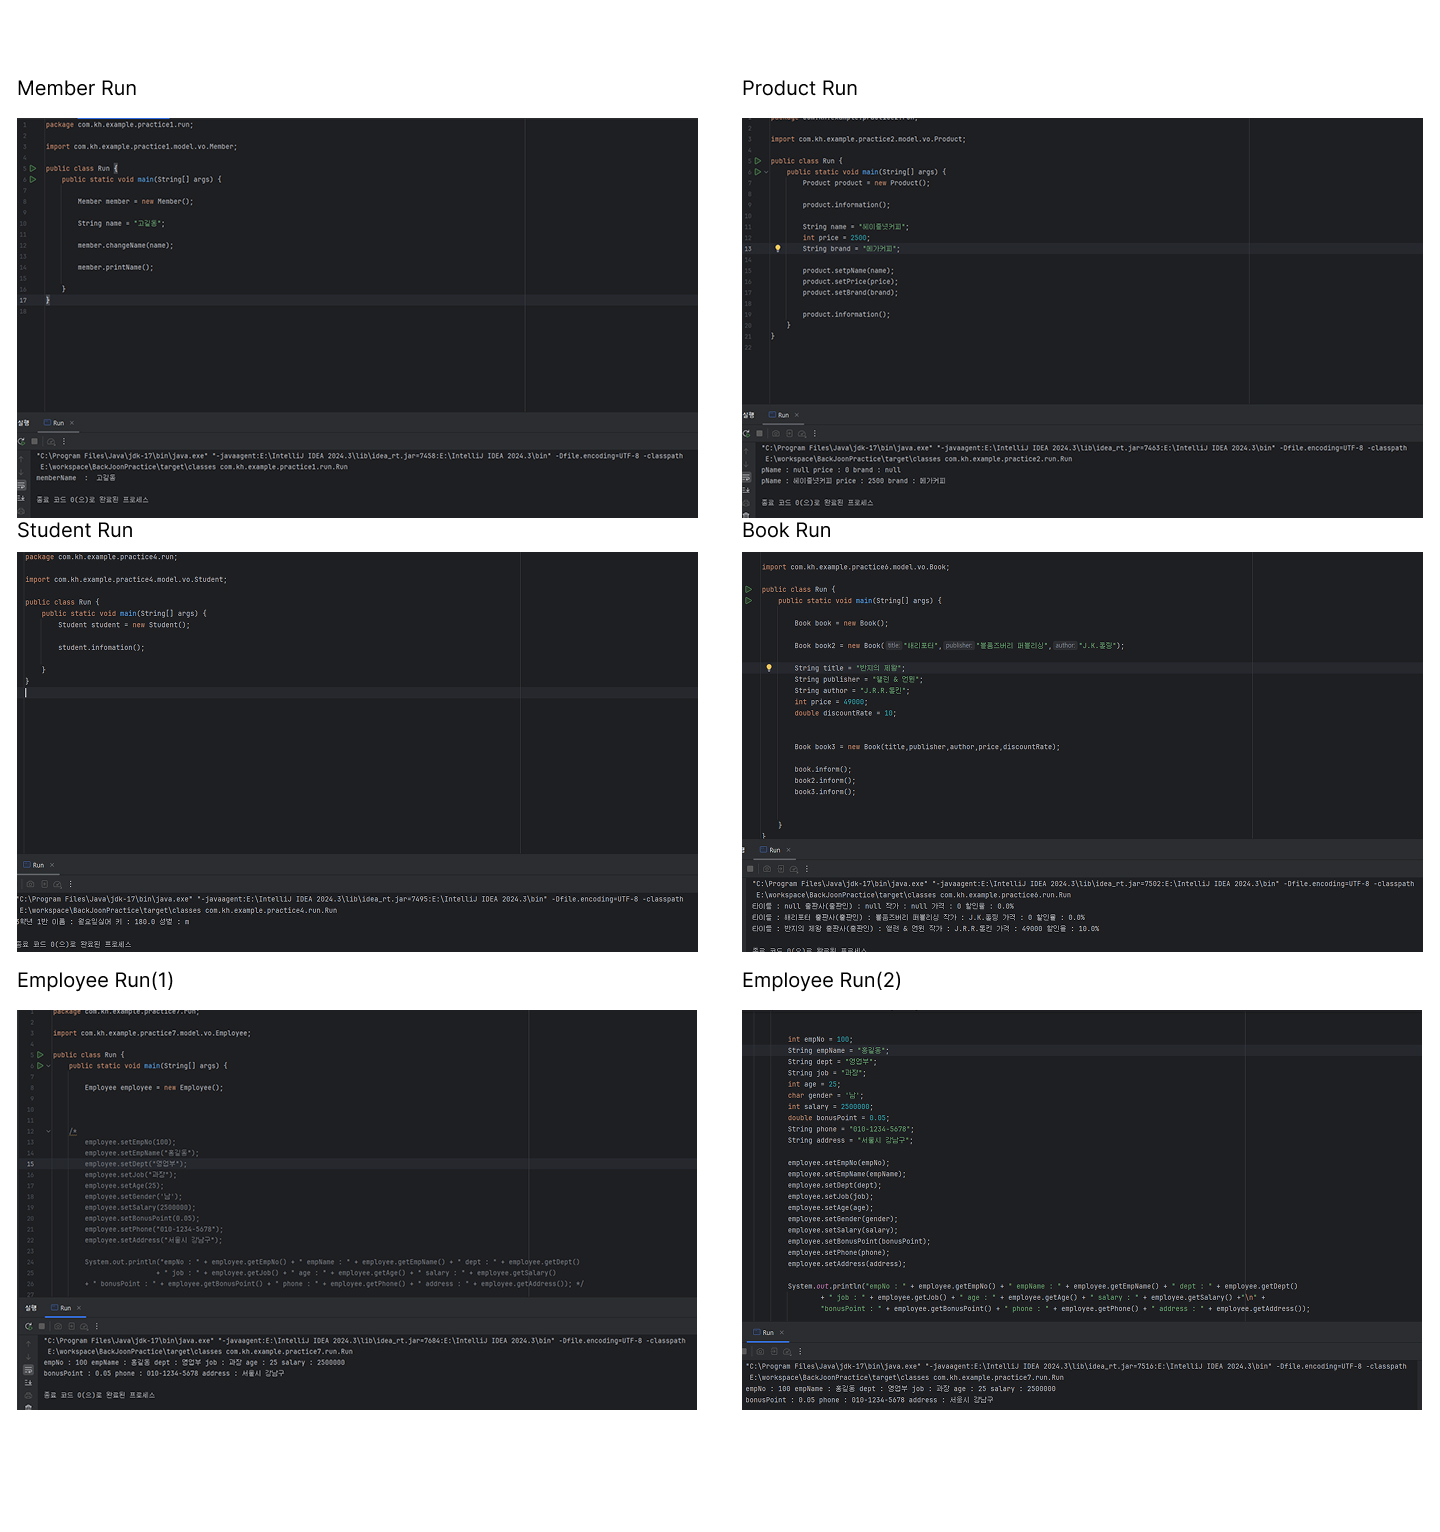 Member Run
package com.kh.example.practice1.run;
import com.kh.example.practice1.model.vo.Member;
public class Run {
public static void main(String[] args) {
Member member = new Member();
String name = "고길동";
member.changeName(name);
member.printName();
}
}
실행 Run ×
"C:\Program Files\Java\jdk-17\bin\java.exe" "-javaagent:E:\IntelliJ IDEA 2024.3\lib\idea_rt.jar=7458:E:\IntelliJ IDEA 2024.3\bin" -Dfile.encoding=UTF-8 -classpath
E:\workspace\BackJoonPractice\target\classes com.kh.example.practice1.run.Run
memberName : 고길동
종료 코드 0(으)로 완료된 프로세스
Product Run
package com.kh.example.practice2.run;
import com.kh.example.practice2.model.vo.Product;
public class Run {
public static void main(String[] args) {
Product product = new Product();
product.information();
String name = "헤이즐넛커피";
int price = 2500;
String brand = "메가커피";
product.setpName(name);
product.setPrice(price);
product.setBrand(brand);
product.information();
}
}
실행 Run ×
"C:\Program Files\Java\jdk-17\bin\java.exe" "-javaagent:E:\IntelliJ IDEA 2024.3\lib\idea_rt.jar=7463:E:\IntelliJ IDEA 2024.3\bin" -Dfile.encoding=UTF-8 -classpath
E:\workspace\BackJoonPractice\target\classes com.kh.example.practice2.run.Run
pName : null price : 0 brand : null
pName :헤이즐넛커피 price : 2500 brand :메가커피
종료 코드 0(으)로 완료된 프로세스
Student Run
package com.kh.example.practice4.run;
import com.kh.example.practice4.model.vo.Student;
public class Run {
public static void main(String[] args) {
Student student = new Student();
student.infomation();
}
}
Run ×
"C:\Program Files\Java\jdk-17\bin\java.exe" "-javaagent:E:\IntelliJ IDEA 2024.3\lib\idea_rt.jar=7495:E:\IntelliJ IDEA 2024.3\bin" -Dfile.encoding=UTF-8 -classpath
E:\workspace\BackJoonPractice\target\classes com.kh.example.practice4.run.Run
3학년 1반 이름 : 월요일싫어 키 : 180.0 성별 : m
종료 코드 0(으)로 완료된 프로세스
Book Run
import com.kh.example.practice6.model.vo.Book;
public class Run {
public static void main(String[] args) {
Book book = new Book();
Book book2 = new Book( title: "해리포터", publisher: "블룸즈버리 퍼블리싱", author: "J.K.롤링");
String title = "반지의 제왕";
String publisher = "앨런 & 언윈";
String author = "J.R.R.톨킨";
int price = 49000;
double discountRate = 10;
Book book3 = new Book(title,publisher,author,price,discountRate);
book.inform();
book2.inform();
book3.inform();
}
}
Run ×
"C:\Program Files\Java\jdk-17\bin\java.exe" "-javaagent:E:\IntelliJ IDEA 2024.3\lib\idea_rt.jar=7502:E:\IntelliJ IDEA 2024.3\bin" -Dfile.encoding=UTF-8 -classpath
E:\workspace\BackJoonPractice\target\classes com.kh.example.practice6.run.Run
타이틀 : null 출판사(출판인) : null 작가 : null 가격 : 0 할인율 : 0.0%
타이틀 : 해리포터 출판사(출판인) : 블룸즈버리 퍼블리싱 작가 : J.K.롤링 가격 : 0 할인율 : 0.0%
타이틀 : 반지의 제왕 출판사(출판인) : 앨런 & 언윈 작가 : J.R.R.톨킨 가격 : 49000 할인율 : 10.0%
종료 코드 0(으)로 완료된 프로세스
Employee Run(1)
package com.kh.example.practice7.run;
import com.kh.example.practice7.model.vo.Employee;
public class Run {
public static void main(String[] args) {
Employee employee = new Employee();
/*
employee.setEmpNo(100);
employee.setEmpName("홍길동");
employee.setDept("영업부");
employee.setJob("과장");
employee.setAge(25);
employee.setGender('남');
employee.setSalary(2500000);
employee.setBonusPoint(0.05);
employee.setPhone("010-1234-5678");
employee.setAddress("서울시 강남구");
System.out.println("empNo : " + employee.getEmpNo() + " empName : " + employee.getEmpName() + " dept : " + employee.getDept()
+ " job : " + employee.getJob() + " age : " + employee.getAge() + " salary : " + employee.getSalary()
+ " bonusPoint : " + employee.getBonusPoint() + " phone : " + employee.getPhone() + " address : " + employee.getAddress()); */
실행 Run ×
"C:\Program Files\Java\jdk-17\bin\java.exe" "-javaagent:E:\IntelliJ IDEA 2024.3\lib\idea_rt.jar=7684:E:\IntelliJ IDEA 2024.3\bin" -Dfile.encoding=UTF-8 -classpath
E:\workspace\BackJoonPractice\target\classes com.kh.example.practice7.run.Run
empNo : 100 empName : 홍길동 dept : 영업부 job : 과장 age : 25 salary : 2500000
bonusPoint : 0.05 phone : 010-1234-5678 address : 서울시 강남구
종료 코드 0(으)로 완료된 프로세스
Employee Run(2)
int empNo = 100;
String empName = "홍길동";
String dept = "영업부";
String job = "과장";
int age = 25;
char gender = '남';
int salary = 2500000;
double bonusPoint = 0.05;
String phone = "010-1234-5678";
String address = "서울시 강남구";
employee.setEmpNo(empNo);
employee.setEmpName(empName);
employee.setDept(dept);
employee.setJob(job);
employee.setAge(age);
employee.setGender(gender);
employee.setSalary(salary);
employee.setBonusPoint(bonusPoint);
employee.setPhone(phone);
employee.setAddress(address);
System.out.println("empNo : " + employee.getEmpNo() + " empName : " + employee.getEmpName() + " dept : " + employee.getDept()
+ " job : " + employee.getJob() + " age : " + employee.getAge() + " salary : " + employee.getSalary() +"\n" +
"bonusPoint : " + employee.getBonusPoint() + " phone : " + employee.getPhone() + " address : " + employee.getAddress());
Run ×
"C:\Program Files\Java\jdk-17\bin\java.exe" "-javaagent:E:\IntelliJ IDEA 2024.3\lib\idea_rt.jar=7516:E:\IntelliJ IDEA 2024.3\bin" -Dfile.encoding=UTF-8 -classpath
E:\workspace\BackJoonPractice\target\classes com.kh.example.practice7.run.Run
empNo : 100 empName : 홍길동 dept : 영업부 job : 과장 age : 25 salary : 2500000
bonusPoint : 0.05 phone : 010-1234-5678 address : 서울시 강남구